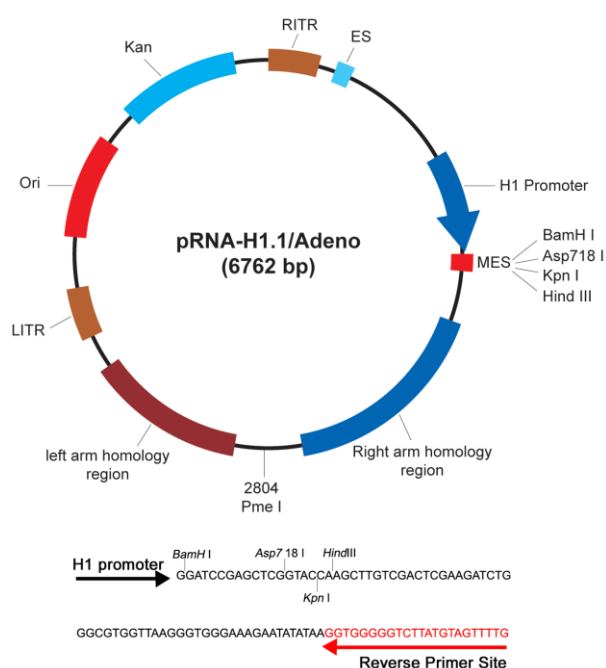 RITR
ES
Kan
H1 Promoter
Ori
pRNA-H1.1/Adeno
(6762 bp)
MES
BamH I
Asp718 I
Kpn I
Hind III
LITR
left arm homology
region
2804
Pme I
Right arm homology
region
H1 promoter
BamH I
Asp7 18 I
HindIII
GGATCCGAGCTCGGTACCAAGCTTGTCGACTCGAAGATCTG
Kpn I
GGCGTGGTTAAGGGTGGGAAAGAATATATAAGGTGGGGGTCTTATGTAGTTTTG
Reverse Primer Site